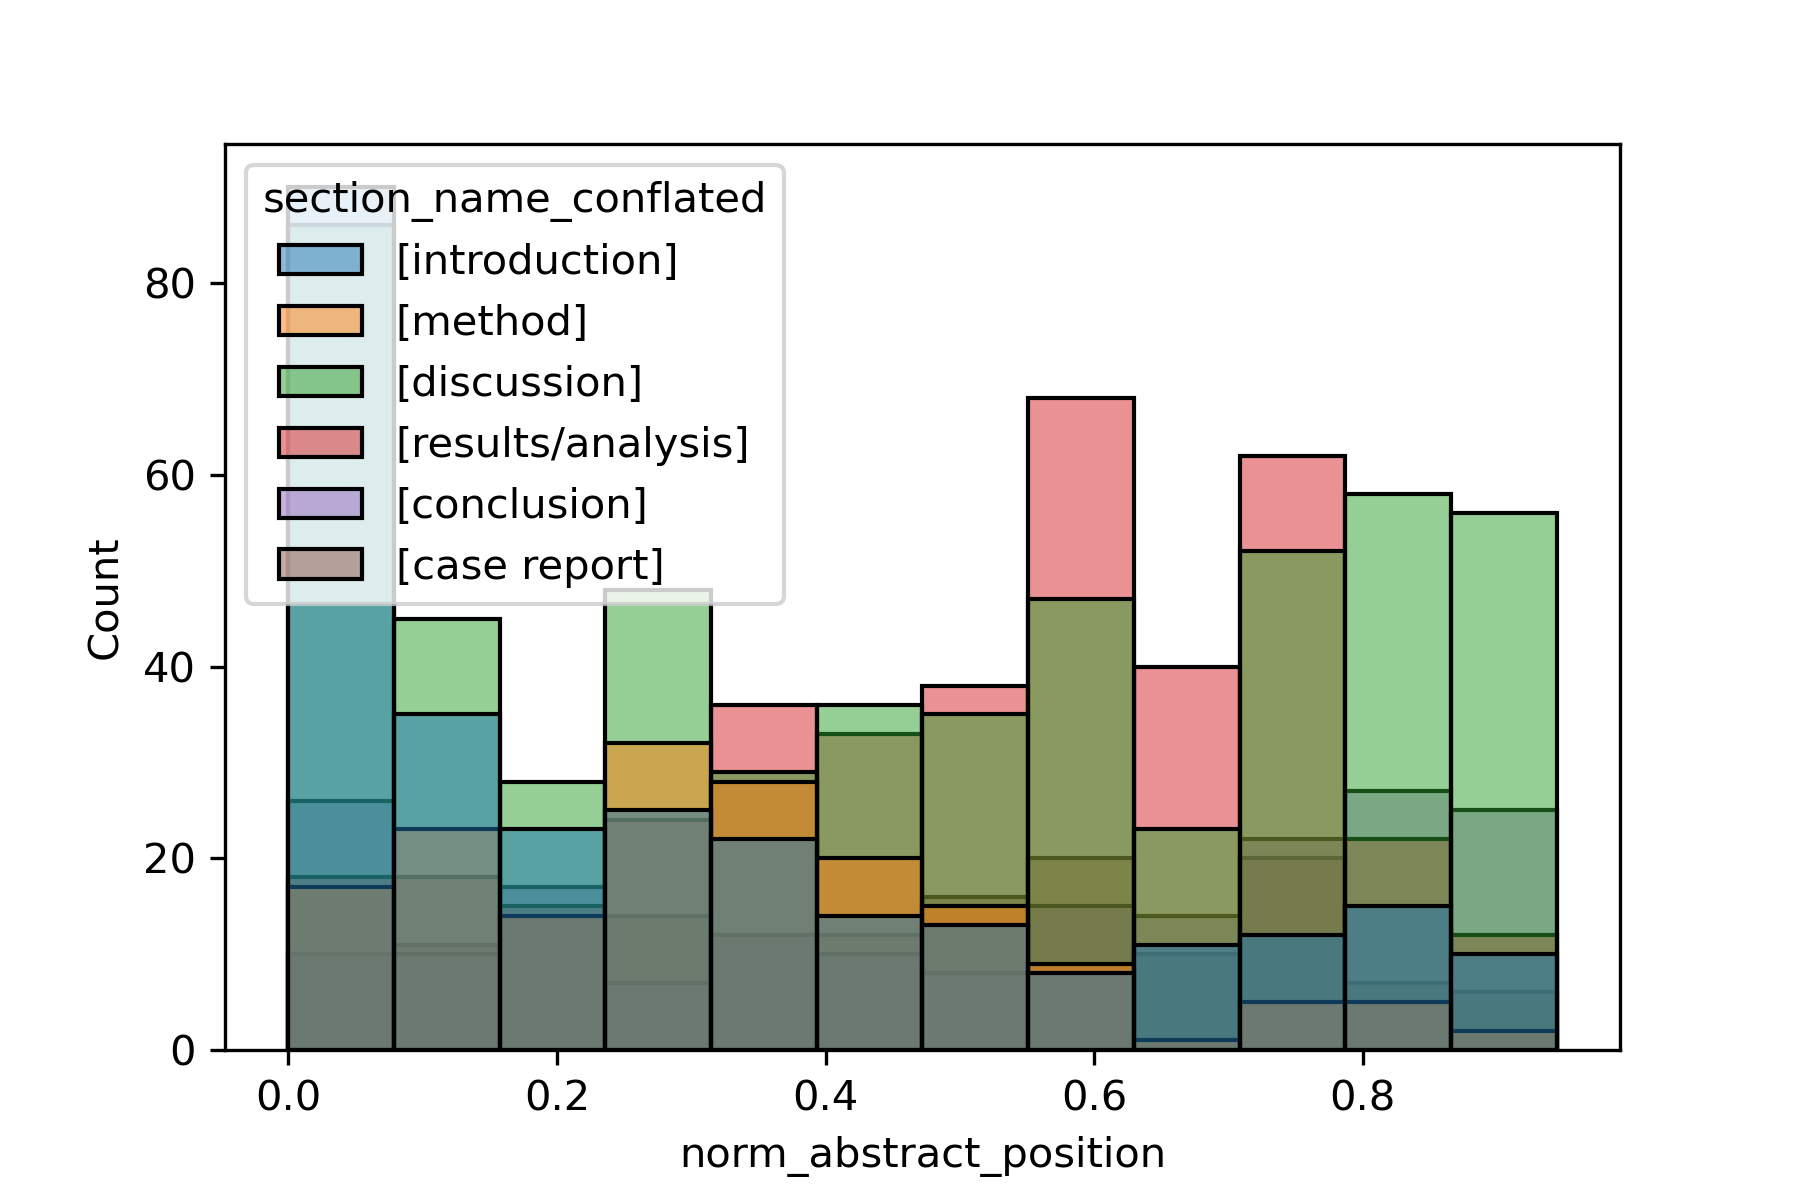 section_name_conflated
[introduction]
[method]
[discussion]
[results/analysis]
[conclusion]
[case report]
Count
80
60
40
20
0
0.0 0.2 0.4 0.6 0.8
norm_abstract_position